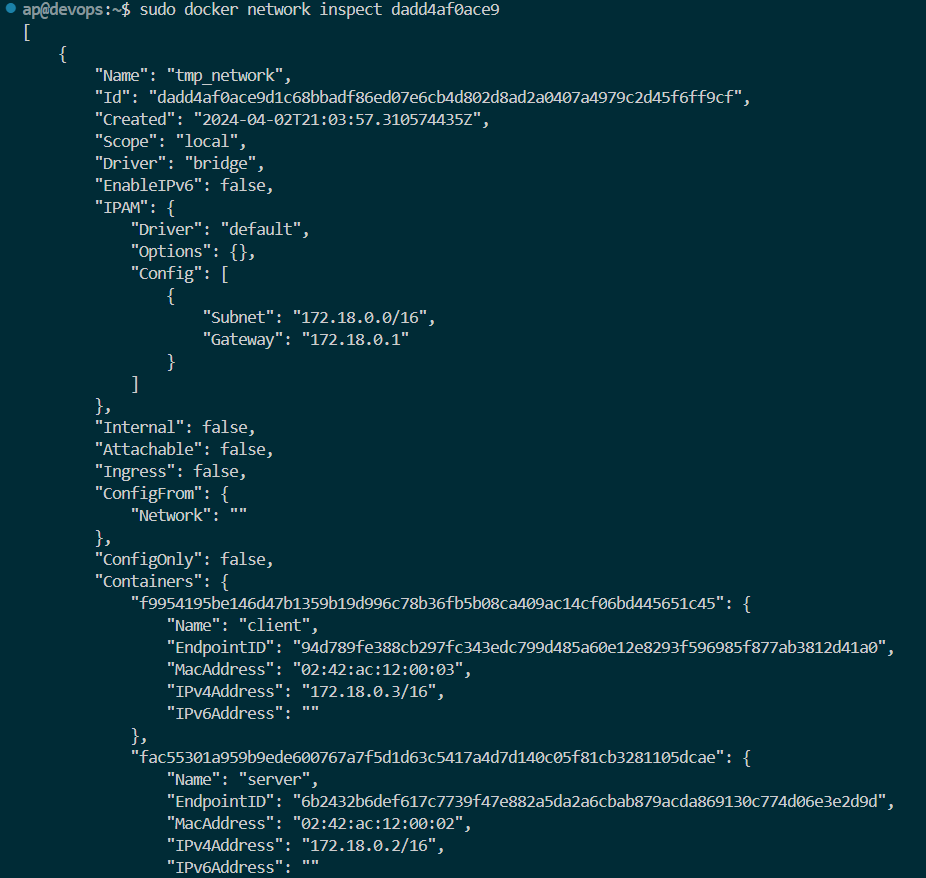 ap@devops:~$ sudo docker network inspect dadd4af0ace9
[
    {
        "Name": "tmp_network",
        "Id": "dadd4af0ace9d1c68bbadf86ed07e6cb4d802d8ad2a0407a4979c2d45f6ff9cf",
        "Created": "2024-04-02T21:03:57.310574435Z",
        "Scope": "local",
        "Driver": "bridge",
        "EnableIPv6": false,
        "IPAM": {
            "Driver": "default",
            "Options": {},
            "Config": [
                {
                    "Subnet": "172.18.0.0/16",
                    "Gateway": "172.18.0.1"
                }
            ]
        },
        "Internal": false,
        "Attachable": false,
        "Ingress": false,
        "ConfigFrom": {
            "Network": ""
        },
        "ConfigOnly": false,
        "Containers": {
            "f9954195be146d47b1359b19d996c78b36fb5b08ca409ac14cf06bd445651c45": {
                "Name": "client",
                "EndpointID": "94d789fe388cb297fc343edc799d485a60e12e8293f596985f877ab3812d41a0",
                "MacAddress": "02:42:ac:12:00:03",
                "IPv4Address": "172.18.0.3/16",
                "IPv6Address": ""
            },
            "fac55301a959b9ede600767a7f5d1d63c5417a4d7d140c05f81cb3281105dcae": {
                "Name": "server",
                "EndpointID": "6b2432b6def617c7739f47e882a5da2a6cbab879acda869130c774d06e3e2d9d",
                "MacAddress": "02:42:ac:12:00:02",
                "IPv4Address": "172.18.0.2/16",
                "IPv6Address": ""